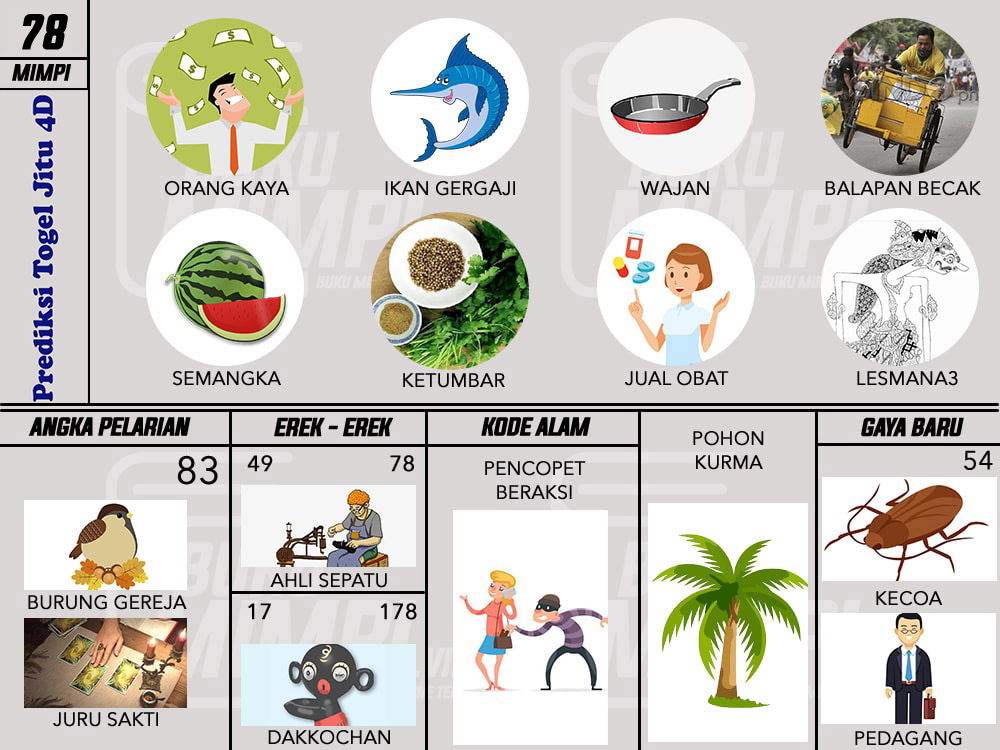 78
MIMPI
Prediksi Togel Jitu 4D
ORANG KAYA
IKAN GERGAJI
WAJAN
BALAPAN BECAK
SEMANGKA
KETUMBAR
JUAL OBAT
LESMANA3
ANGKA PELARIAN
83
BURUNG GEREJA
JURU SAKTI
EREK - EREK
49 78
AHLI SEPATU
17 178
DAKKOCHAN
KODE ALAM
PENCOPET
BERAKSI
POHON
KURMA
GAYA BARU
54
KECOA
PEDAGANG